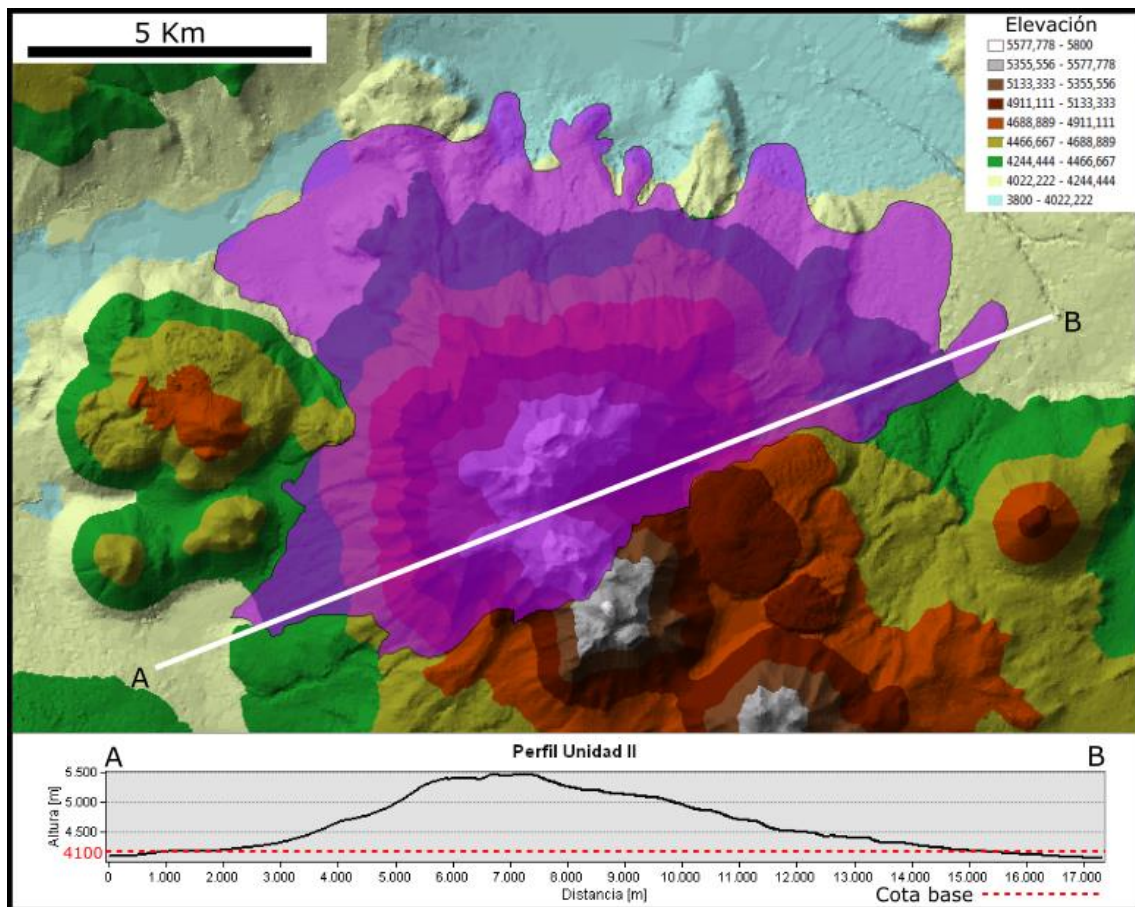 5 Km
Elevación
5577,778 - 5800
5355,556 - 5577,778
5133,333 - 5355,556
4911,111 - 5133,333
4688,889 - 4911,111
4466,667 - 4688,889
4244,444 - 4466,667
4022,222 - 4244,444
3800 - 4022,222
B
A
A
Perfil Unidad II
B
Altura [m]
5.500
5.000
4.500
4100
0 1.000 2.000 3.000 4.000 5.000 6.000 7.000 8.000 9.000 10.000 11.000 12.000 13.000 14.000 15.000 16.000 17.000
Distancia [m]
Cota base